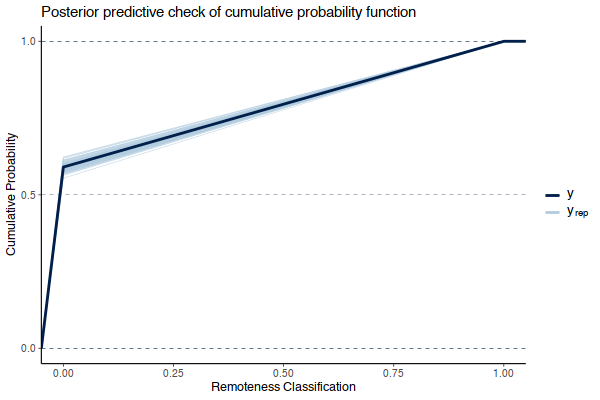 Posterior predictive check of cumulative probability function
Cumulative Probability
1.0
0.5
0.0
0.00 0.25 0.50 0.75 1.00
Remoteness Classification
y
y rep